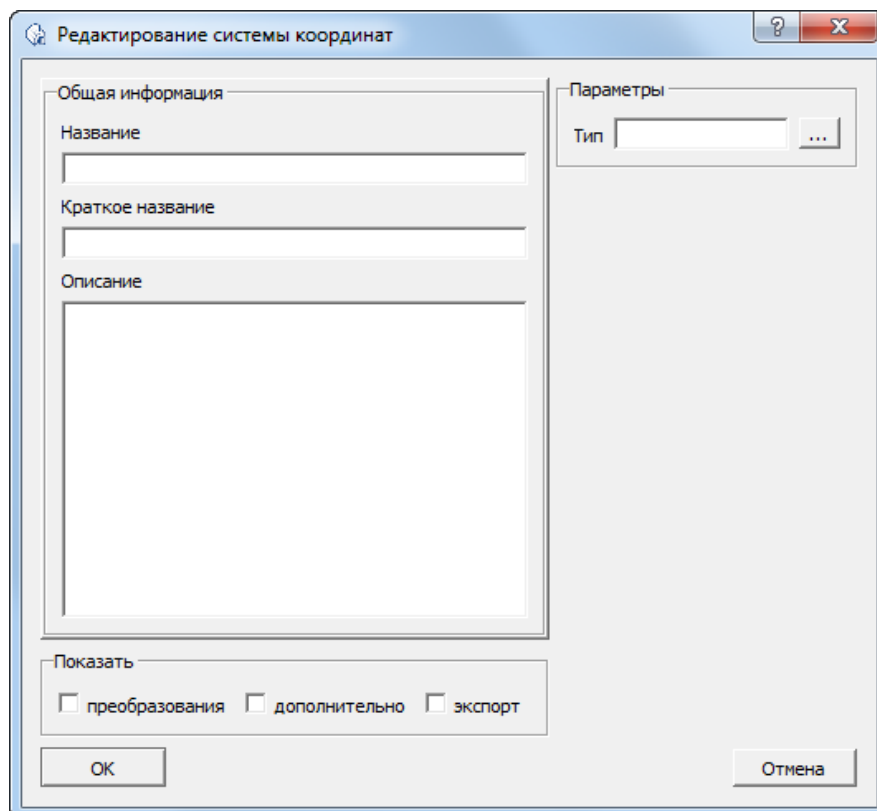 Редактирование системы координат
?
Общая информация
Название
Краткое название
Описание
Параметры
Тип
...
Показать
преобразования дополнительно экспорт
OK
Отмена